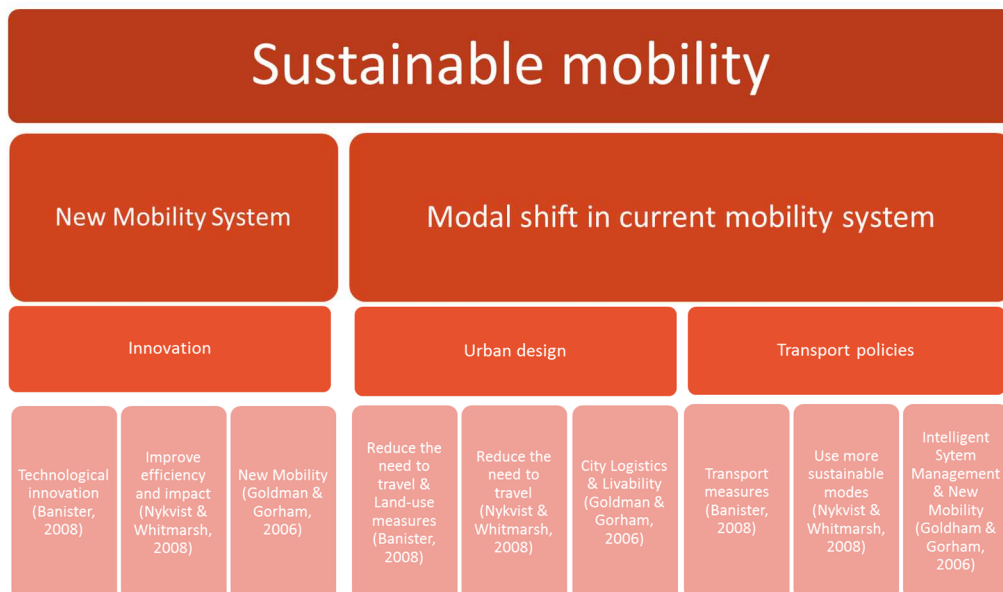 Sustainable mobility
New Mobility System
Modal shift in current mobility system
Innovation
Urban design
Transport policies
Technological
innovation
(Banister,
2008)
Improve
efficiency
and impact
(Nykvist &
Whitmarsh,
2008)
New Mobility
(Goldman &
Gorham,
2006)
Reduce the
need to
travel &
Land-use
measures
(Banister,
2008)
Reduce the
need to
travel
(Nykvist &
Whitmarsh,
2008)
City Logistics
& Livability
(Goldman &
Gorham,
2006)
Transport
measures
(Banister,
2008)
Use more
sustainable
modes
(Nykvist &
Whitmarsh,
2008)
Intelligent
Sytem
Management
& New
Mobility
(Goldham &
Gorham,
2006)